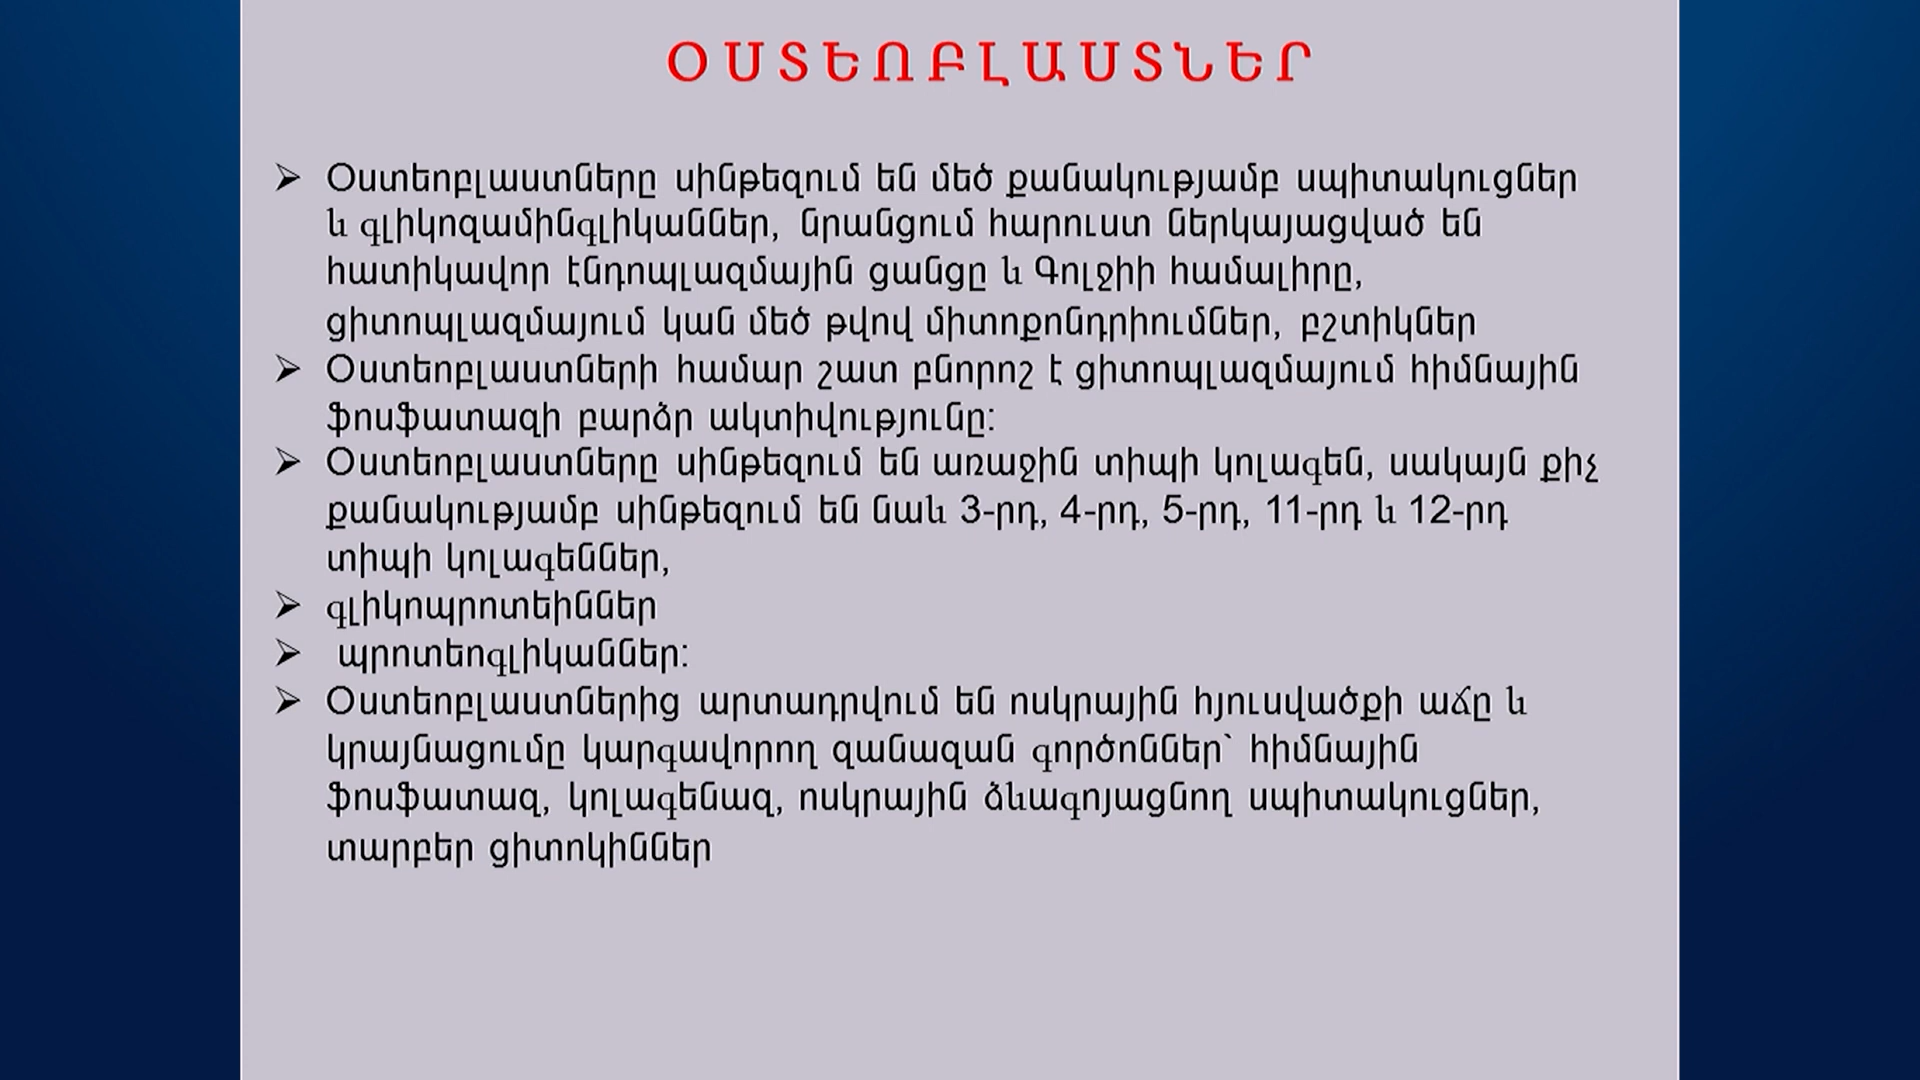 ՕՍՏԵՈԲԼԱՍՏՆԵՐ
➢ Օստեոբլաստները սինթեզում են մեծ քանակությամբ սպիտակուցներ
և գլիկոզամինգլիկաններ, նրանցում հարուստ ներկայացված են
հատիկավոր էնդոպլազմային ցանցը և Գոլջիի համալիրը,
ցիտոպլազմայում կան մեծ թվով միտոքոնդրիումներ, բշտիկներ
➢ Օստեոբլաստների համար շատ բնորոշ է ցիտոպլազմայում հիմնային
ֆոսֆատազի բարձր ակտիվությունը:
➢ Օստեոբլաստները սինթեզում են առաջին տիպի կոլագեն, սակայն քիչ
քանակությամբ սինթեզում են նաև 3-րդ, 4-րդ, 5-րդ, 11-րդ և 12-րդ
տիպի կոլագեններ,
➢ գլիկոպրոտեիններ
➢ պրոտեոգլիկաններ:
➢ Օստեոբլաստներից արտադրվում են ոսկրային հյուսվածքի աճը և
կրայնացումը կարգավորող զանազան գործոններ՝ հիմնային
ֆոսֆատազ, կոլագենազ, ոսկրային ձևագոյացնող սպիտակուցներ,
տարբեր ցիտոկիններ